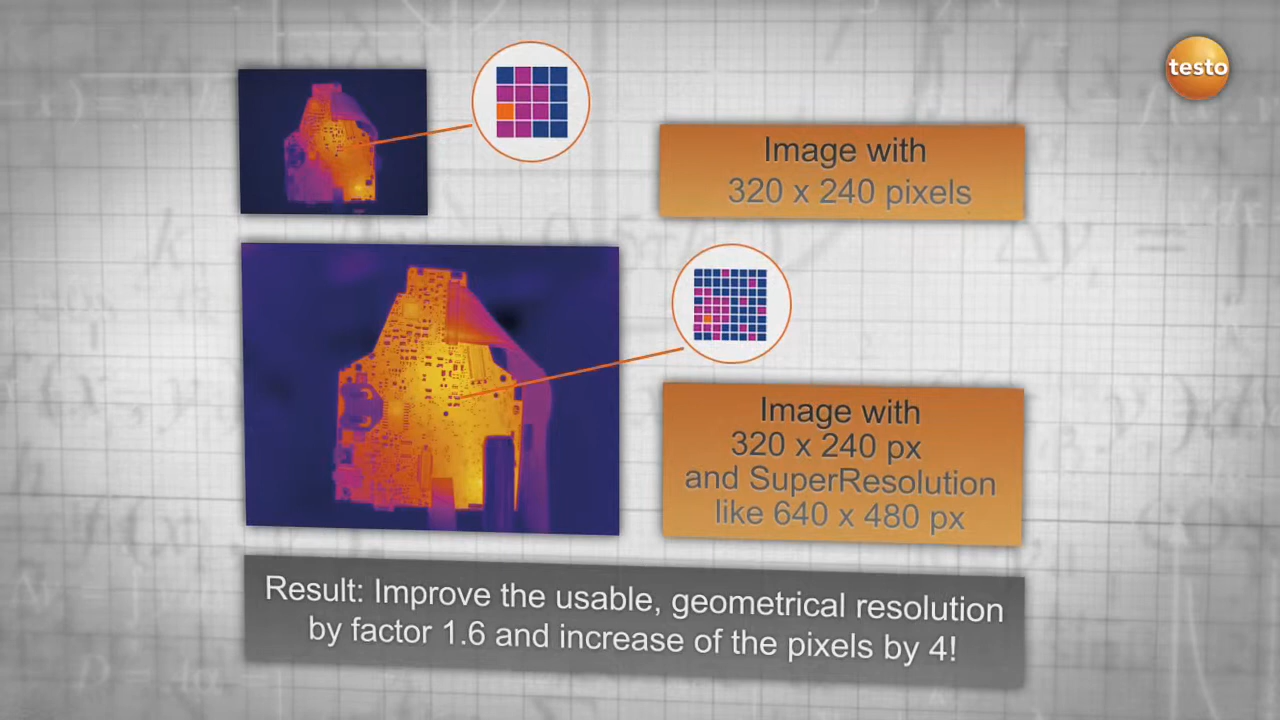 testo
Image with
320 x 240 pixels
Image with
320 x 240 px
and SuperResolution
like 640 x 480 px
Result: Improve the usable, geometrical resolution
by factor 1.6 and increase of the pixels by 4!